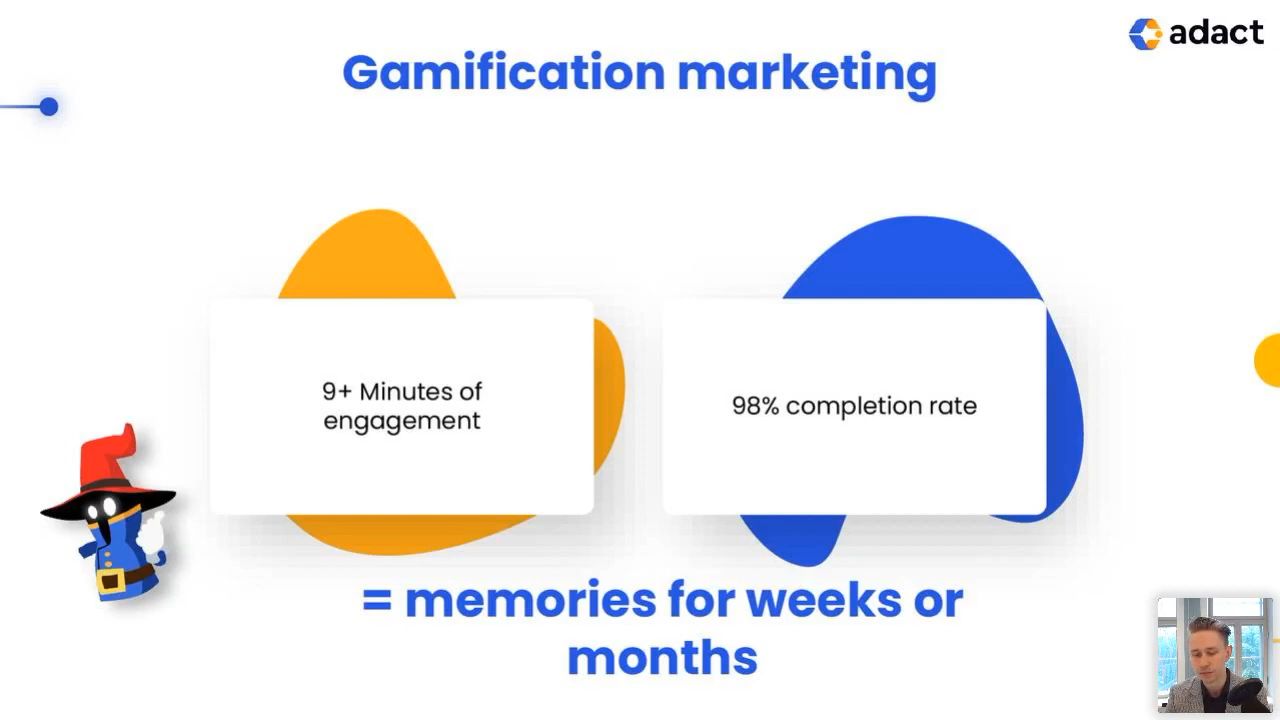 adact
Gamification marketing
9+ Minutes of
engagement
98% completion rate
= memories for weeks or
months